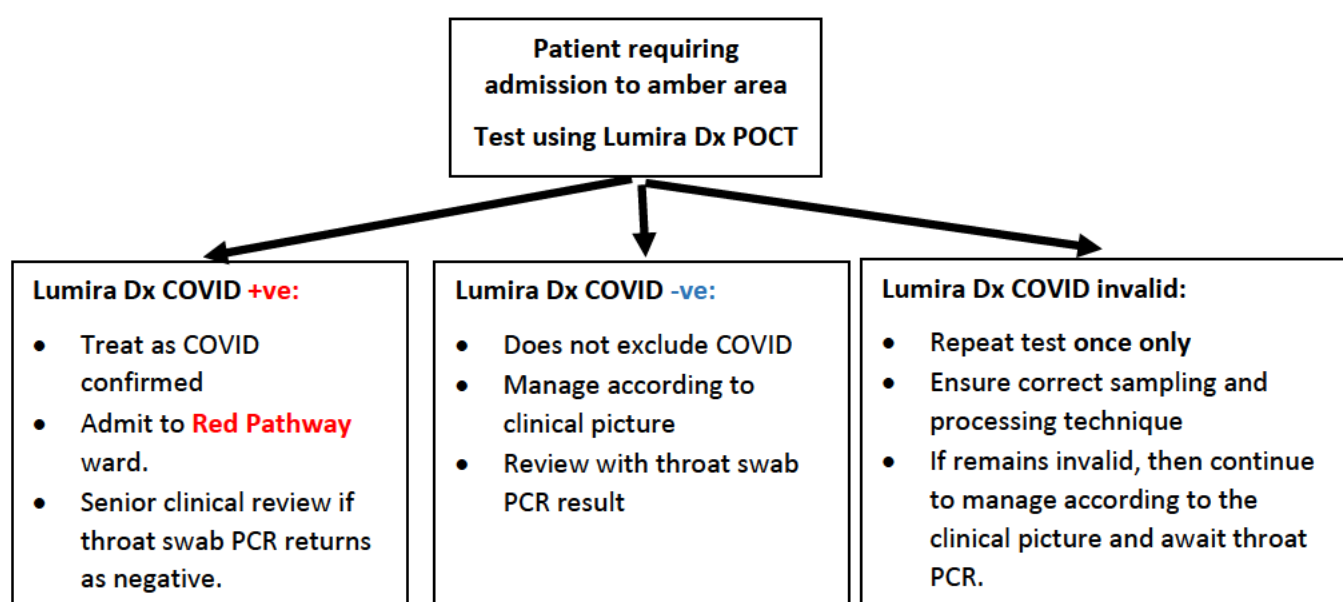 Patient requiring
admission to amber area
Test using Lumira Dx POCT
Lumira Dx COVID +ve:
• Treat as COVID
confirmed
• Admit to Red Pathway
ward.
• Senior clinical review if
throat swab PCR returns
as negative.
Lumira Dx COVID -ve:
• Does not exclude COVID
• Manage according to
clinical picture
• Review with throat swab
PCR result
Lumira Dx COVID invalid:
• Repeat test once only
• Ensure correct sampling and
processing technique
• If remains invalid, then continue
to manage according to the
clinical picture and await throat
PCR.